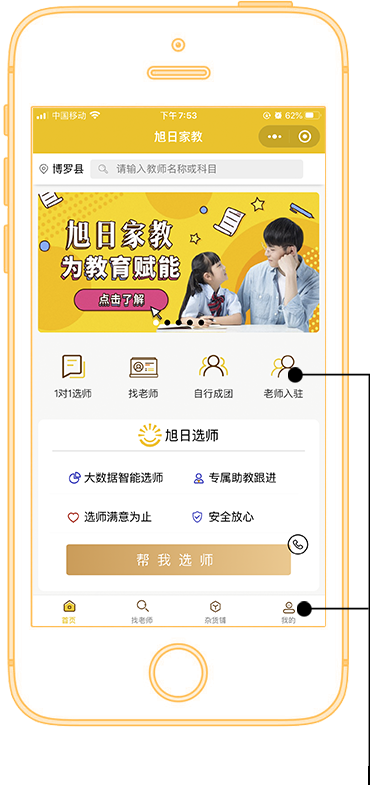 中国移动 下午7:53 62%
旭日家教
博罗县 请输入教师名称或科目
旭日家教
为教育赋能
点击了解
1对1选师 找老师 自行成团 老师入驻
旭日选师
大数据智能选师 专属助教跟进
选师满意为止 安全放心
帮我选师
首页 找老师 杂货铺 我的